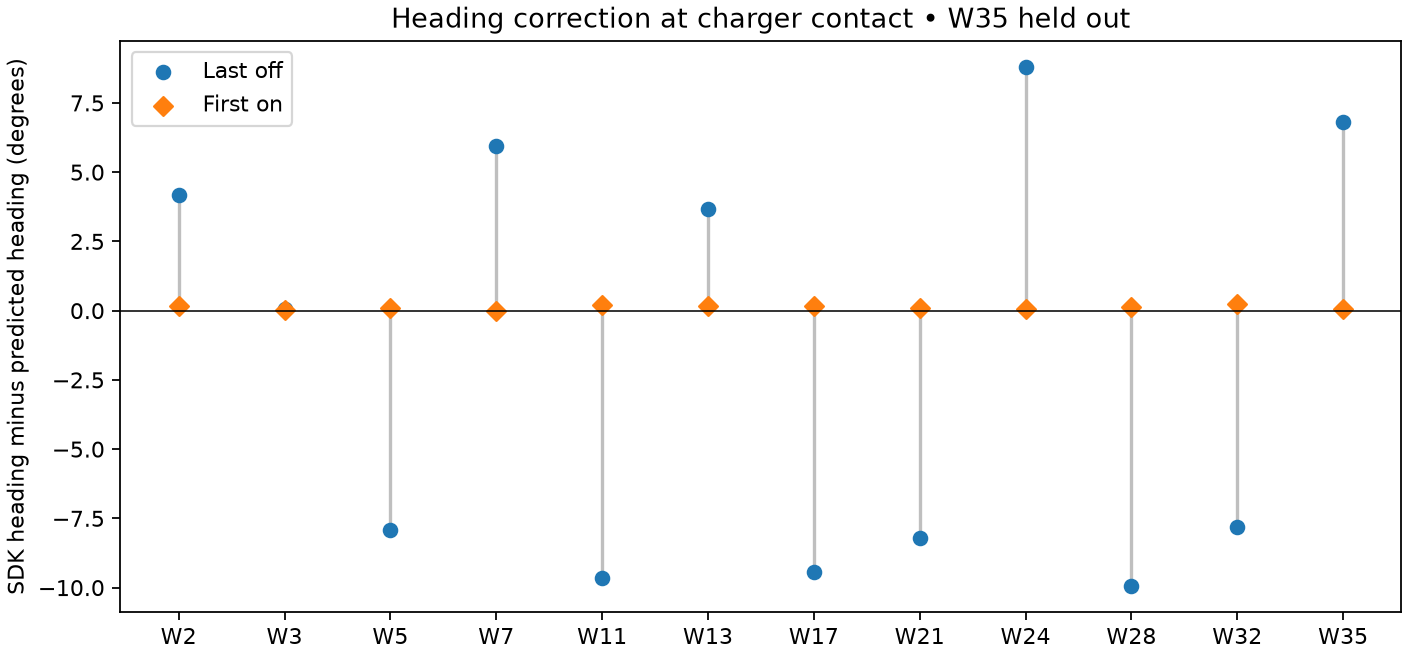 Heading correction at charger contact • W35 held out
SDK heading minus predicted heading (degrees)
Last off
First on
7.5
5.0
2.5
0.0
−2.5
−5.0
−7.5
−10.0
W2 W3 W5 W7 W11 W13 W17 W21 W24 W28 W32 W35